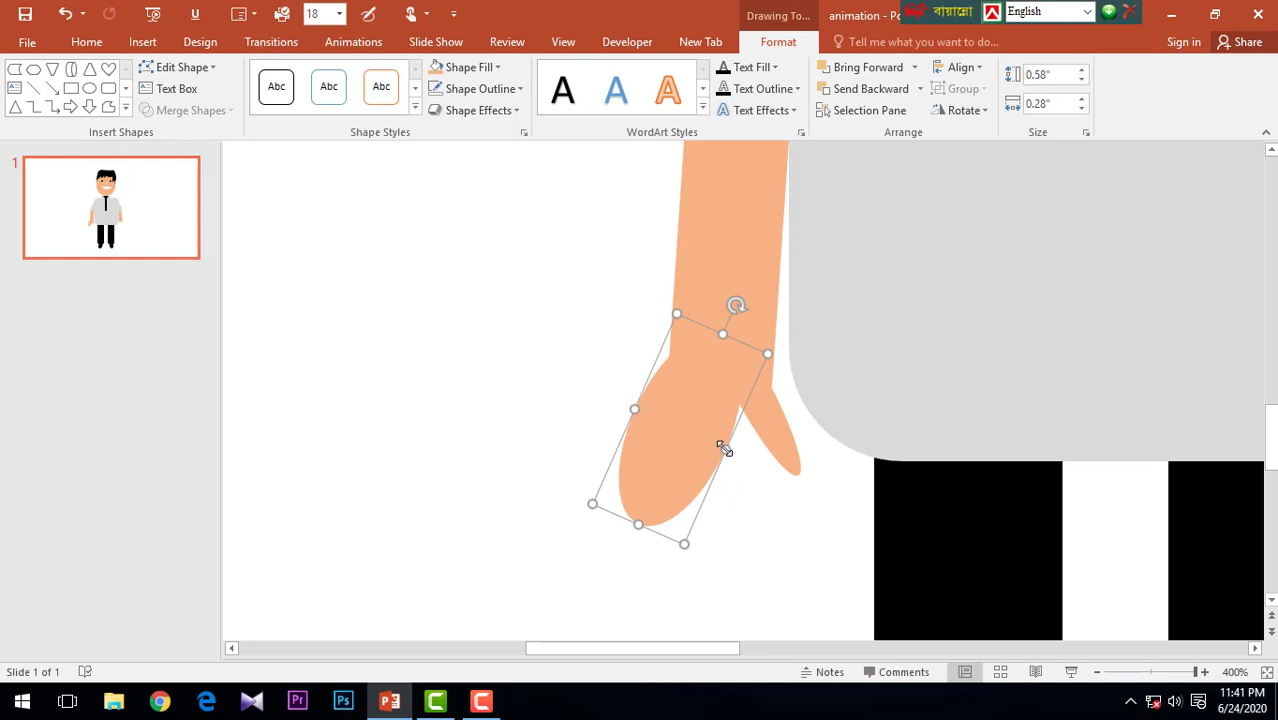 18
Drawing To...
animation - Po
বায়ান্নো
English
File
Home
Insert
Design
Transitions
Animations
Slide Show
Review
View
Developer
New Tab
Format
Tell me what you want to do...
Sign in
Share
Edit Shape
Text Box
Merge Shapes
Insert Shapes
Abc
Abc
Abc
Shape Fill
Shape Outline
Shape Effects
Shape Styles
A
A
A
WordArt Styles
Text Fill
Text Outline
Text Effects
Bring Forward
Send Backward
Selection Pane
Align
Group
Rotate
Arrange
0.58"
0.28"
Size
1
Slide 1 of 1
Notes
Comments
400%
Pr
Ps
11:41 PM
6/24/2020